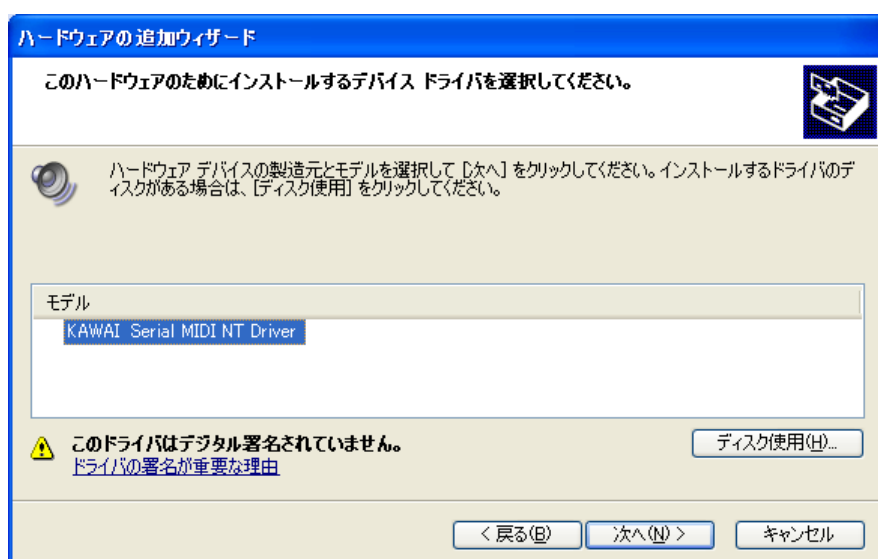 ハードウェアの追加ウィザード
このハードウェアのためにインストールするデバイス ドライバを選択してください。
ハードウェア デバイスの製造元とモデルを選択して [次へ] をクリックしてください。インストールするドライバのデ
ィスクがある場合は、[ディスク使用] をクリックしてください。
モデル
KAWAI Serial MIDI NT Driver
このドライバはデジタル署名されていません。
ドライバの署名が重要な理由
ディスク使用(H)...
< 戻る(B)
次へ(N) >
キャンセル